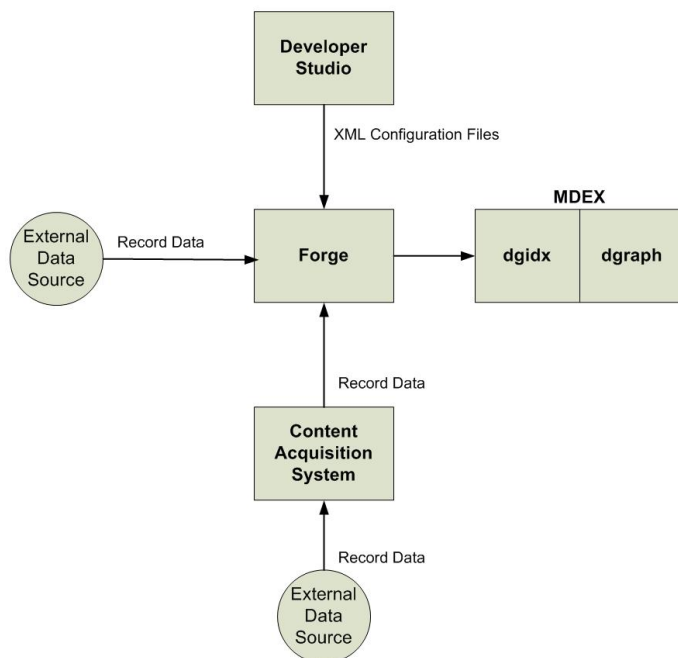 Developer
Studio
XML Configuration Files
MDEX
External
Data
Source
Record Data
Forge
dgidx
dgraph
Record Data
Content
Acquisition
System
Record Data
External
Data
Source